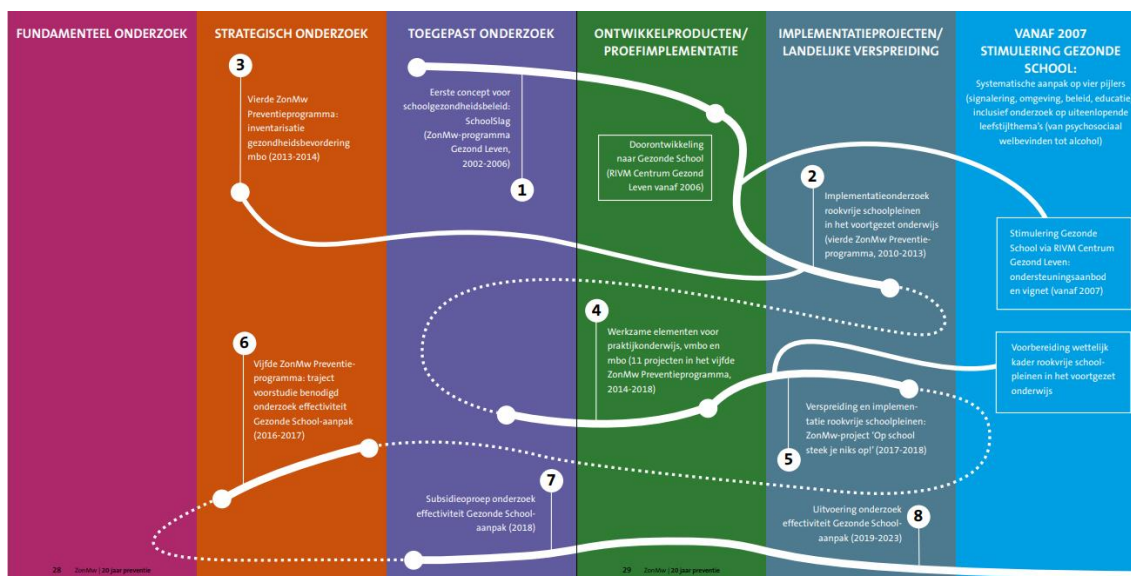 FUNDAMENTEEL ONDERZOEK
STRATEGISCH ONDERZOEK
TOEGEPAST ONDERZOEK
ONTWIKKELPRODUCTEN/
PROEFIMPLEMENTATIE
IMPLEMENTATIEPROJECTEN/
LANDELIJKE VERSPREIDING
VANAF 2007
STIMULERING GEZONDE
SCHOOL:
Systematische aanpak op vier pijlers
(signalering, omgeving, beleid, educatie
inclusief onderzoek op uiteenlopende
leefstijlthema's (van psychosociaal
welbevinden tot alcohol)
3
Vierde ZonMw
Preventieprogramma:
inventarisatie
gezondheidsbevordering
mbo (2013-2014)
Eerste concept voor
schoolgezondheidsbeleid:
SchoolSlag
(ZonMw-programma
Gezond Leven,
2002-2006)
1
Doorontwikkeling
naar Gezonde School
(RIVM Centrum Gezond
Leven vanaf 2006)
2
Implementatieonderzoek
rookvrije schoolpleinen
in het voortgezet onderwijs
(vierde ZonMw Preventie-
programma, 2010-2013)
Stimulering Gezonde
School via RIVM Centrum
Gezond Leven:
ondersteuningsaanbod
en vignet (vanaf 2007)
4
Werkzame elementen voor
praktijkonderwijs, vmbo en
mbo (11 projecten in het vijfde
ZonMw Preventieprogramma,
2014-2018)
Voorbereiding wettelijk
kader rookvrije school-
pleinen in het voortgezet
onderwijs
6
Vijfde ZonMw Preventie-
programma: traject
voorstudie benodigd
onderzoek effectiviteit
Gezonde School-aanpak
(2016-2017)
Verspreiding en implemen-
tatie rookvrije schoolpleinen:
ZonMw-project 'Op school
steek je niks op!' (2017-2018)
5
7
Subsidieoproep onderzoek
effectiviteit Gezonde School-
aanpak (2018)
Uitvoering onderzoek
effectiviteit Gezonde School-
aanpak (2019-2023)
8
28 ZonMw | 20 jaar preventie
29 ZonMw | 20 jaar preventie